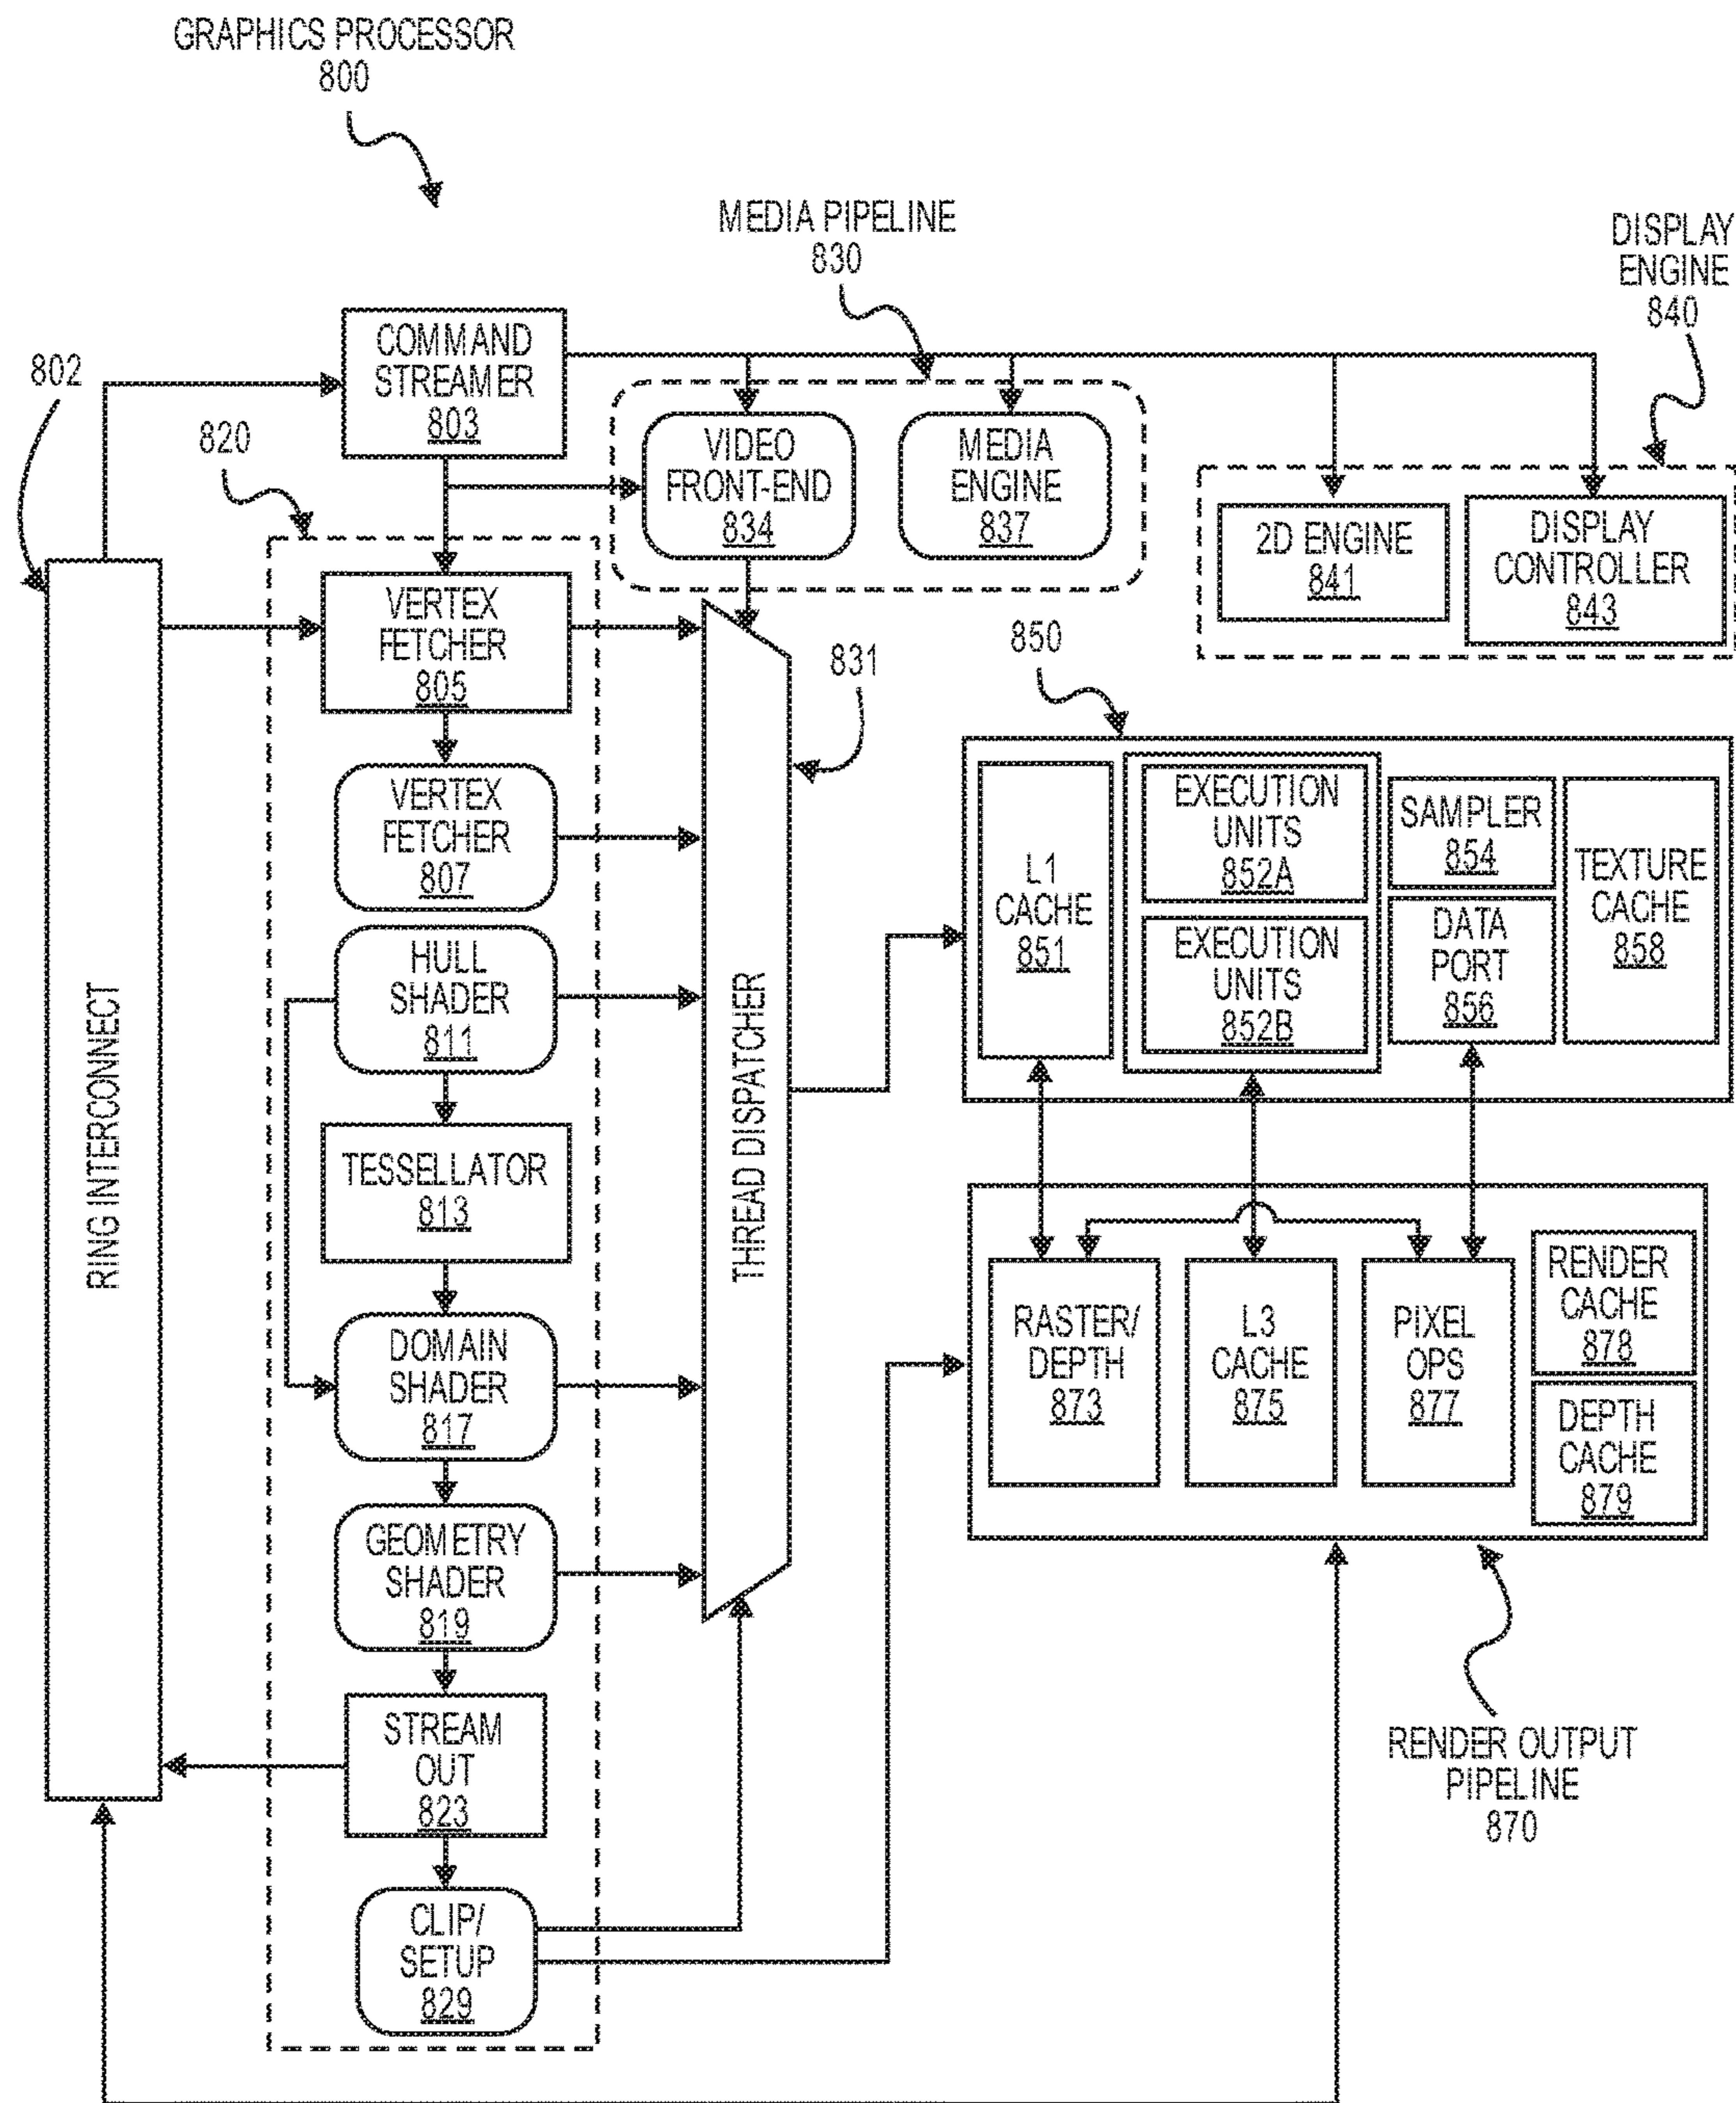 GRAPHICS PROCESSOR
800
MEDIA PIPELINE
830
DISPLAY
ENGINE
840
802
COMMAND
STREAMER
803
820
VIDEO
FRONT-END
834
MEDIA
ENGINE
837
2D ENGINE
841
DISPLAY
CONTROLLER
843
RING INTERCONNECT
VERTEX
FETCHER
805
VERTEX
FETCHER
807
HULL
SHADER
811
TESSELLATOR
813
DOMAIN
SHADER
817
GEOMETRY
SHADER
819
STREAM
OUT
823
CLIP/
SETUP
829
THREAD DISPATCHER
831
850
L1
CACHE
851
EXECUTION
UNITS
852A
EXECUTION
UNITS
852B
SAMPLER
854
DATA
PORT
856
TEXTURE
CACHE
858
RASTER/
DEPTH
873
L3
CACHE
875
PIXEL
OPS
877
RENDER
CACHE
878
DEPTH
CACHE
879
RENDER OUTPUT
PIPELINE
870